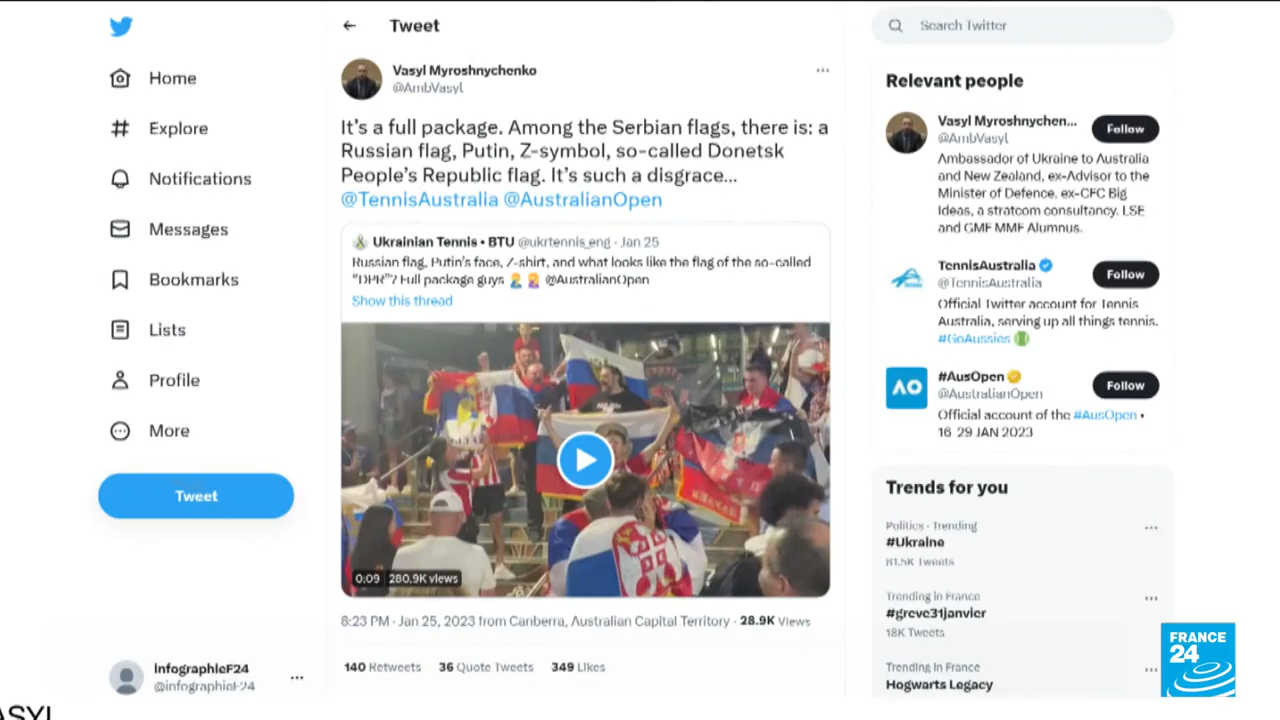 Home
Explore
Notifications
Messages
Bookmarks
Lists
Profile
More
Tweet
InfographieF24
@infographieF24
Tweet
Vasyl Myroshnychenko
@AmbVasyl
It's a full package. Among the Serbian flags, there is: a
Russian flag, Putin, Z-symbol, so-called Donetsk
People's Republic flag. It's such a disgrace...
@TennisAustralia @AustralianOpen
Ukrainian Tennis • BTU @ukrtennis_eng · Jan 25
Russian flag, Putin's face, Z-shirt, and what looks like the flag of the so-called
"DPR"? Full package guys @AustralianOpen
Show this thread
0:09 280.9K views
8:23 PM · Jan 25, 2023 from Canberra, Australian Capital Territory · 28.9K Views
140 Retweets 36 Quote Tweets 349 Likes
Search Twitter
Relevant people
Vasyl Myroshnychen...
@AmbVasyl
Follow
Ambassador of Ukraine to Australia
and New Zealand, ex-Advisor to the
Minister of Defence, ex-CFC Big
Ideas, a stratcom consultancy. LSE
and GMF MMF Alumnus.
TennisAustralia
@TennisAustralia
Follow
Official Twitter account for Tennis
Australia, serving up all things tennis.
#GoAussies
AO
#AusOpen
@AustralianOpen
Follow
Official account of the #AusOpen •
16-29 JAN 2023
Trends for you
Politics · Trending
#Ukraine
81.5K Tweets
Trending in France
#greve31janvier
18K Tweets
Trending in France
Hogwarts Legacy
FRANCE
24
ASYL